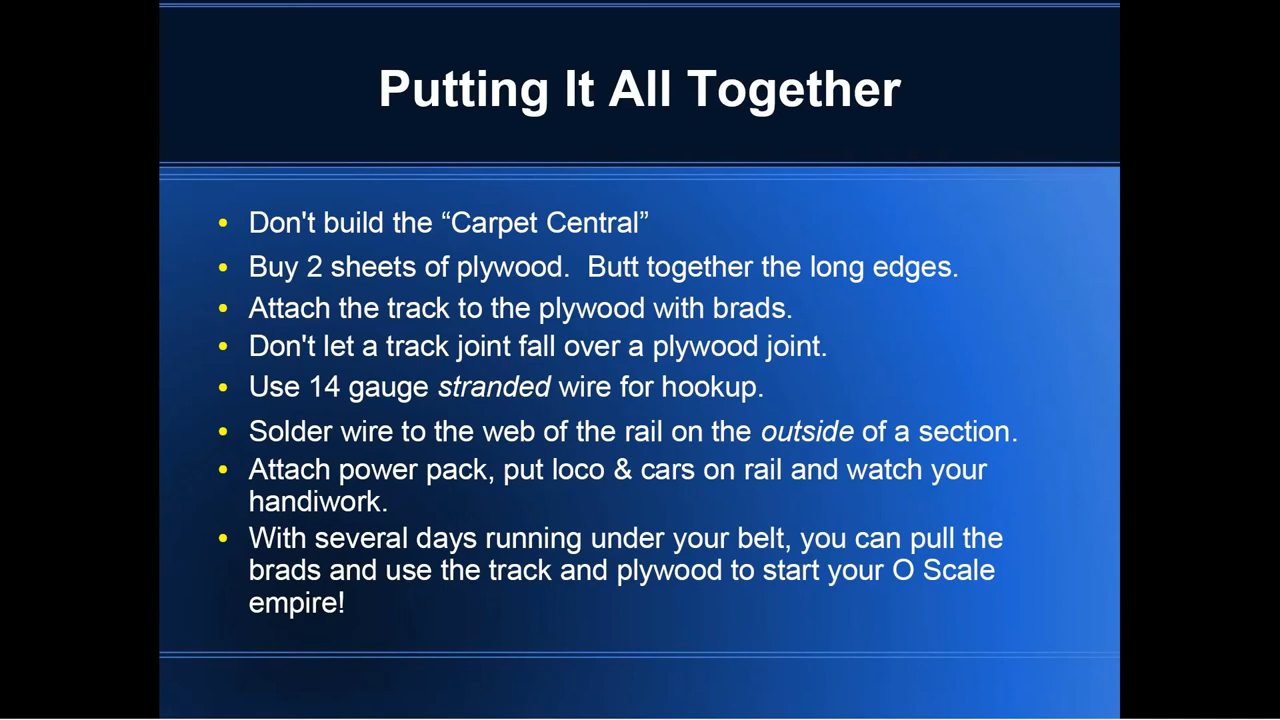 Putting It All Together
• Don't build the “Carpet Central”
• Buy 2 sheets of plywood.  Butt together the long edges.
• Attach the track to the plywood with brads.
• Don't let a track joint fall over a plywood joint.
• Use 14 gauge stranded wire for hookup.
• Solder wire to the web of the rail on the outside of a section.
• Attach power pack, put loco & cars on rail and watch your
handiwork.
• With several days running under your belt, you can pull the
brads and use the track and plywood to start your O Scale
empire!